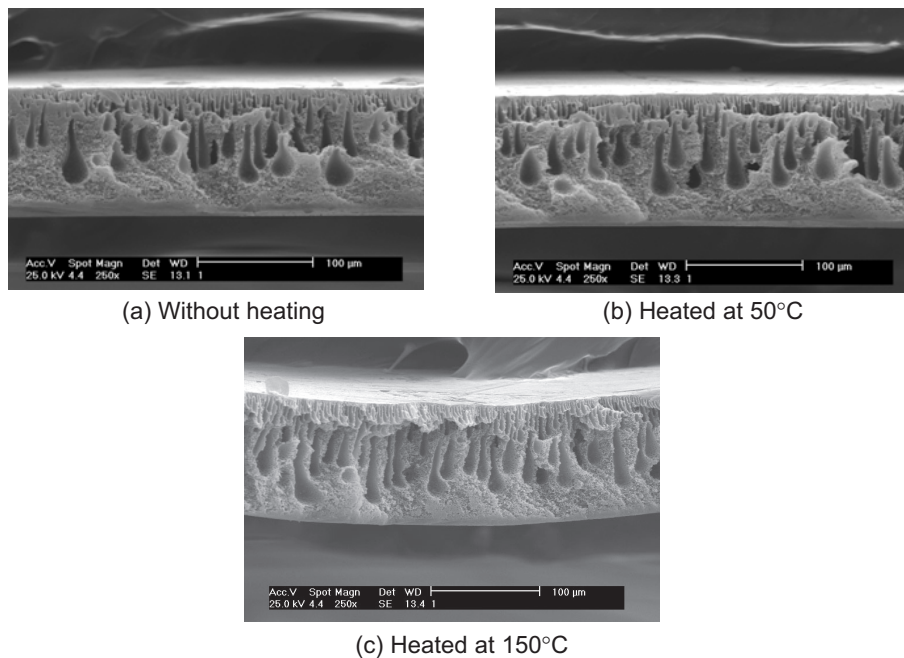 Acc.V Spot Magn Det WD 100 µm
25.0 kV 4.4 250x SE 13.1 1
(a) Without heating
Acc.V Spot Magn Det WD 100 µm
25.0 kV 4.4 250x SE 13.3 1
(b) Heated at 50°C
Acc.V Spot Magn Det WD 100 µm
25.0 kV 4.4 250x SE 13.4 1
(c) Heated at 150°C